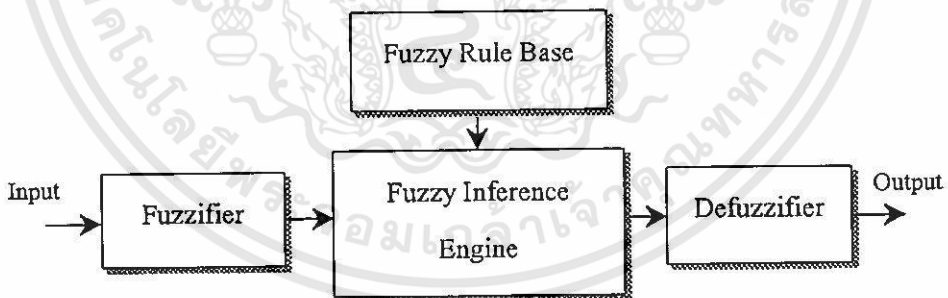 Fuzzy Rule Base
Input
Fuzzifier
Fuzzy Inference
Engine
Defuzzifier
Output